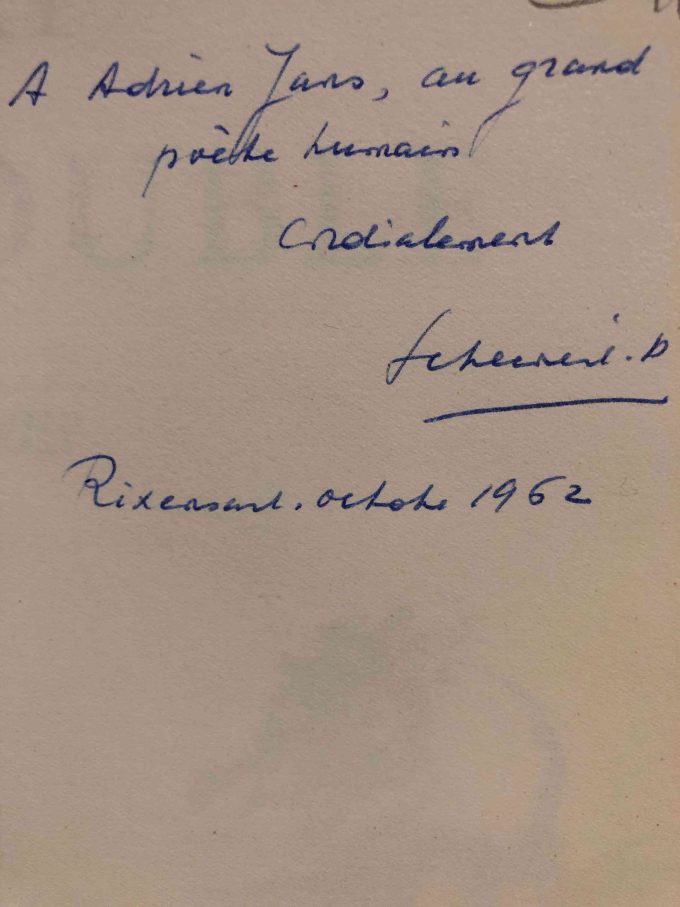 A Adrien Jans, au grand
poète humain
Cordialement
Rixensart. octobre 1962